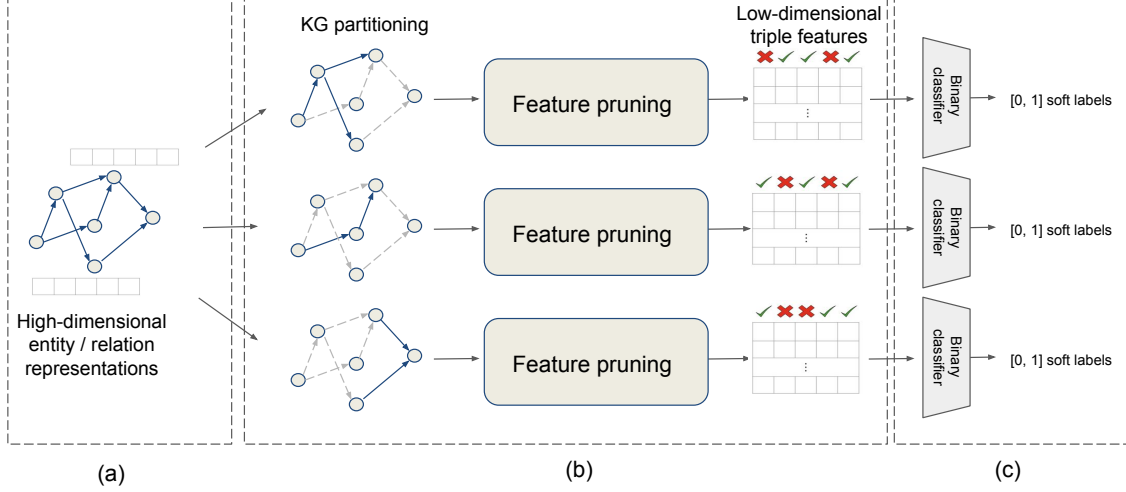 KG partitioning
Low-dimensional
triple features
Feature pruning
Binary
classifier
[0, 1] soft labels
⋮
Feature pruning
Binary
classifier
[0, 1] soft labels
⋮
High-dimensional
entity / relation
representations
Feature pruning
Binary
classifier
[0, 1] soft labels
⋮
(a)
(b)
(c)